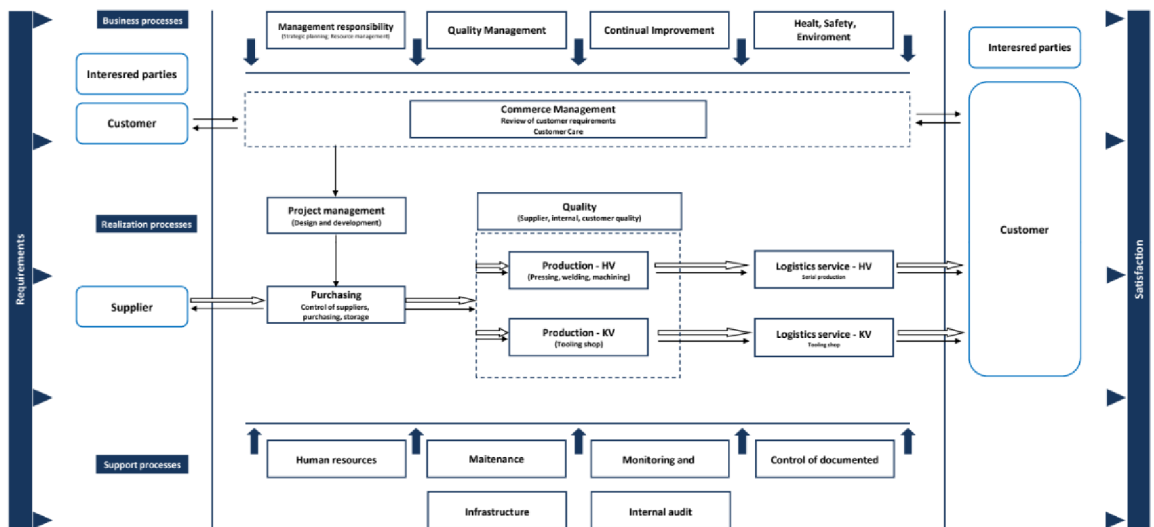 Business processes
Management responsibility
(Strategic planning; Resource management)
Quality Management
Continual Improvement
Healt, Safety,
Enviroment
Interesred parties
Interesred parties
Customer
Commerce Management
Review of customer requirements
Customer Care
Requirements
Realization processes
Project management
(Design and development)
Quality
(Supplier, internal, customer quality)
Customer
Satisfaction
Production - HV
(Pressing, welding, machining)
Logistics service - HV
Serial production
Supplier
Purchasing
Control of suppliers,
purchasing, storage
Production - KV
(Tooling shop)
Logistics service - KV
Tooling shop
Support processes
Human resources
Maitenance
Monitoring and
Control of documented
Infrastructure
Internal audit